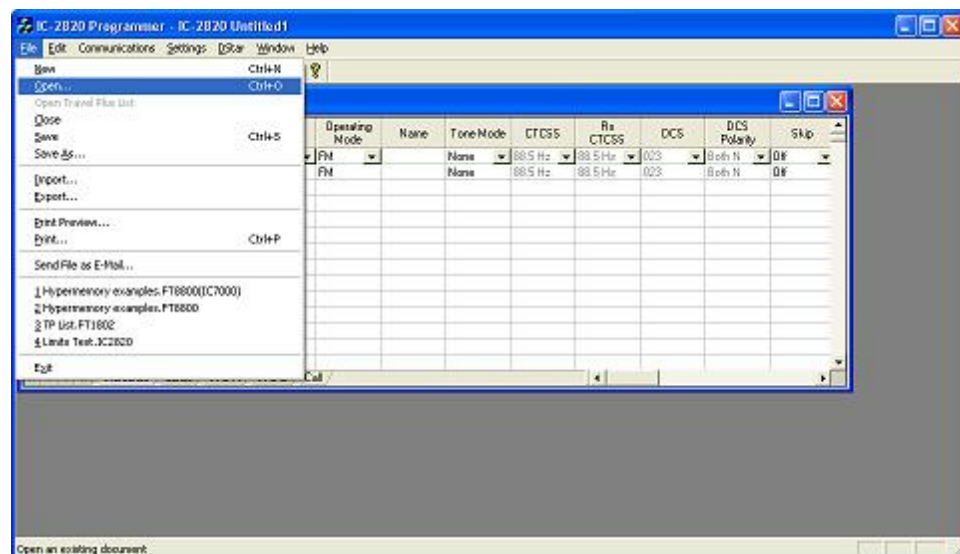 IC-2820 Programmer - IC-2820 Untitled1
File Edit Communications Settings DStar Window Help
New Ctrl+N
Open... Ctrl+O
Open Travel Plus List
Close
Save Ctrl+S
Save As...
Import...
Export...
Print Preview...
Print... Ctrl+P
Send File as E-Mail...
1 Hypermemory examples.FT8800(IC7000)
2 Hypermemory examples.FT8800
3 TP List.FT1802
4 Limits Test.IC2820
Exit
Operating Mode Name Tone Mode CTCSS Rx CTCSS DCS DCS Polarity Skip
FM None 88.5 Hz 88.5 Hz 023 Both N Off
FM None 88.5 Hz 88.5 Hz 023 Both N Off
Call
Open an existing document